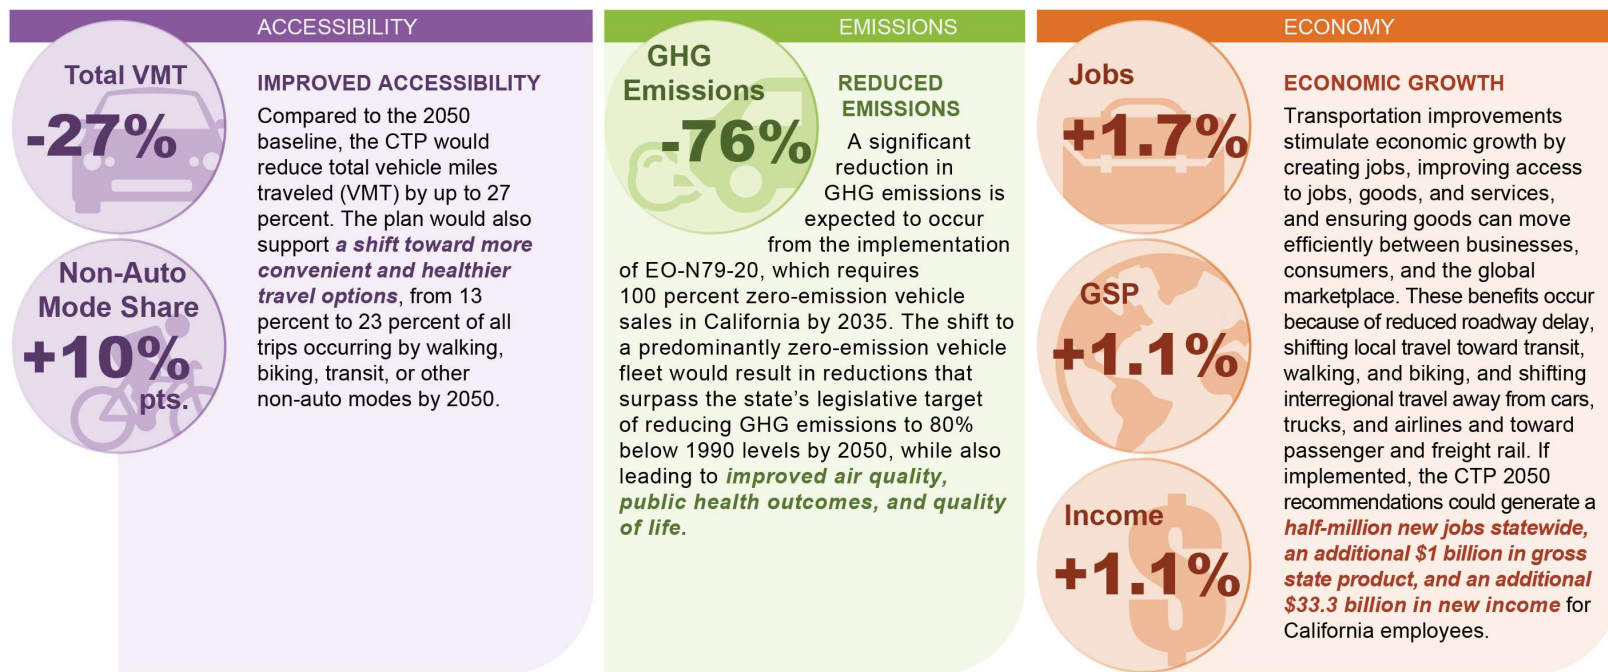 ACCESSIBILITY
Total VMT
-27%
Non-Auto
Mode Share
+10%
pts.
IMPROVED ACCESSIBILITY
Compared to the 2050
baseline, the CTP would
reduce total vehicle miles
traveled (VMT) by up to 27
percent. The plan would also
support a shift toward more
convenient and healthier
travel options, from 13
percent to 23 percent of all
trips occurring by walking,
biking, transit, or other
non-auto modes by 2050.
EMISSIONS
GHG
Emissions
-76%
REDUCED
EMISSIONS
A significant
reduction in
GHG emissions is
expected to occur
from the implementation
of EO-N79-20, which requires
100 percent zero-emission vehicle
sales in California by 2035. The shift to
a predominantly zero-emission vehicle
fleet would result in reductions that
surpass the state’s legislative target
of reducing GHG emissions to 80%
below 1990 levels by 2050, while also
leading to improved air quality,
public health outcomes, and quality
of life.
ECONOMY
Jobs
+1.7%
GSP
+1.1%
Income
+1.1%
ECONOMIC GROWTH
Transportation improvements
stimulate economic growth by
creating jobs, improving access
to jobs, goods, and services,
and ensuring goods can move
efficiently between businesses,
consumers, and the global
marketplace. These benefits occur
because of reduced roadway delay,
shifting local travel toward transit,
walking, and biking, and shifting
interregional travel away from cars,
trucks, and airlines and toward
passenger and freight rail. If
implemented, the CTP 2050
recommendations could generate a
half-million new jobs statewide,
an additional $1 billion in gross
state product, and an additional
$33.3 billion in new income for
California employees.